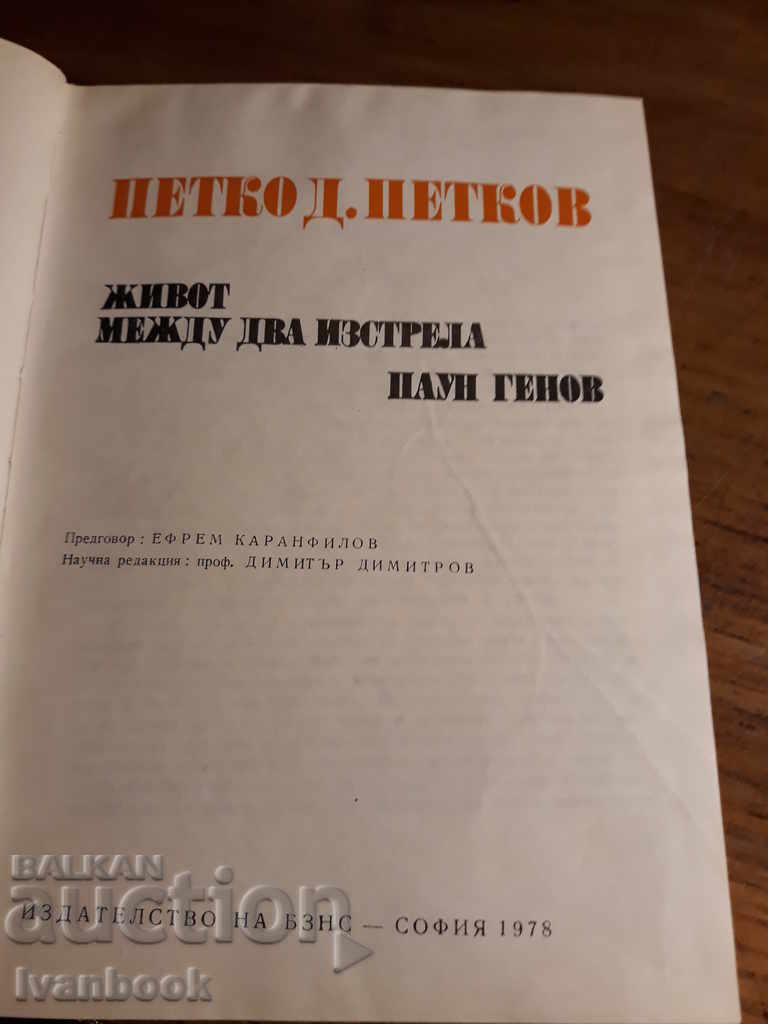 ПЕТКО Д. ПЕТКОВ
ЖИВОТ
МЕЖДУ ДВА ИЗСТРЕЛА
ПАУН ГЕНОВ
Предговор : ЕФРЕМ КАРАНФИЛОВ
Научна редакция : проф. ДИМИТЪР ДИМИТРОВ
BALKAN
auction
ИЗДАТЕЛСТВО НА БЗНС — СОФИЯ 1978
Ivanbook